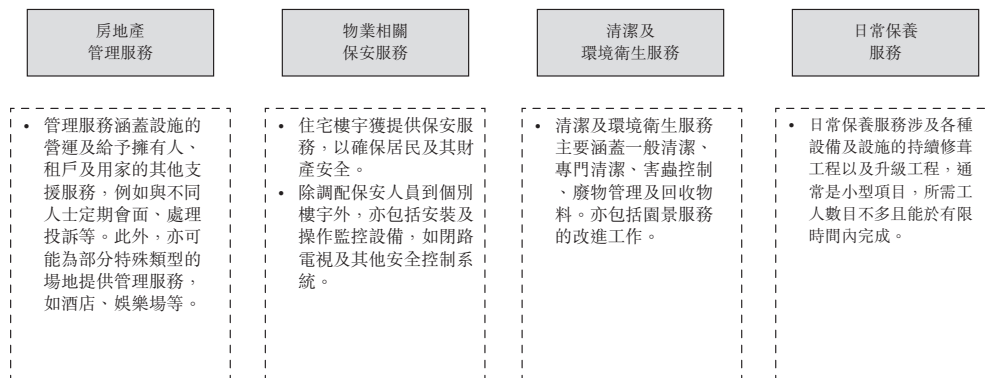 房地產
管理服務
物業相關
保安服務
清潔及
環境衛生服務
日常保養
服務
• 管理服務涵蓋設施的
營運及給予擁有人、
租戶及用家的其他支
援服務，例如與不同
人士定期會面、處理
投訴等。此外，亦可
能為部分特殊類型的
場地提供管理服務，
如酒店、娛樂場等。
• 住宅樓宇獲提供保安服
務，以確保居民及其財
產安全。
• 除調配保安人員到個別
樓宇外，亦包括安裝及
操作監控設備，如閉路
電視及其他安全控制系
統。
• 清潔及環境衛生服務
主要涵蓋一般清潔、
專門清潔、害蟲控制
、廢物管理及回收物
料。亦包括園景服務
的改進工作。
• 日常保養服務涉及各種
設備及設施的持續修葺
工程以及升級工程，通
常是小型項目，所需工
人數目不多且能於有限
時間內完成。